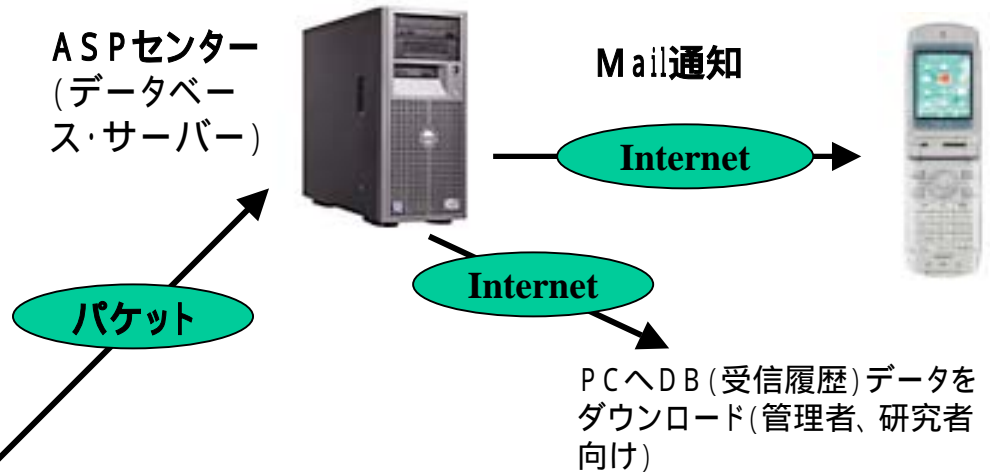 ASPセンター
(データベー
ス・サーバー)
Mail通知
Internet
Internet
パケット
PCへDB(受信履歴)データを
ダウンロード(管理者、研究者
向け)